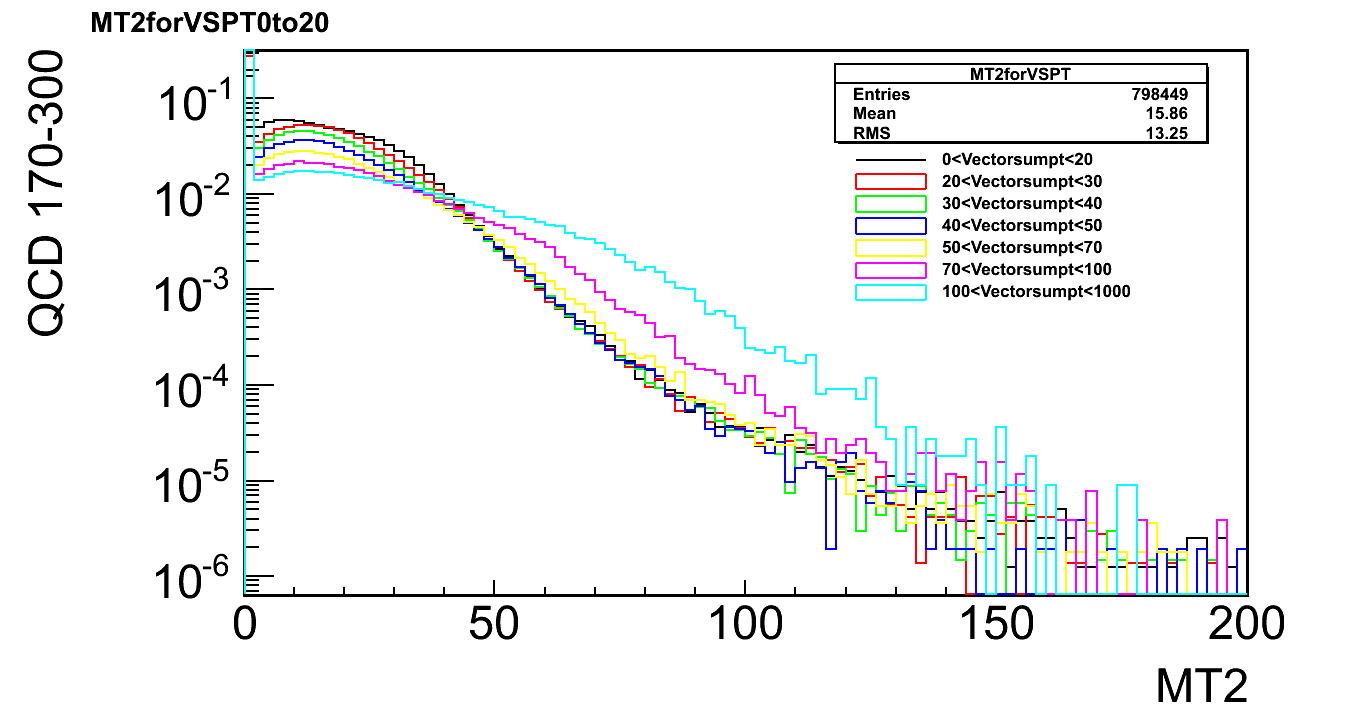 MT2forVSPT0to20
QCD 170-300
MT2forVSPT
Entries 798449
Mean 15.86
RMS 13.25
0<Vectorsumpt<20
20<Vectorsumpt<30
30<Vectorsumpt<40
40<Vectorsumpt<50
50<Vectorsumpt<70
70<Vectorsumpt<100
100<Vectorsumpt<1000
10⁻¹
10⁻²
10⁻³
10⁻⁴
10⁻⁵
10⁻⁶
0 50 100 150 200
MT2